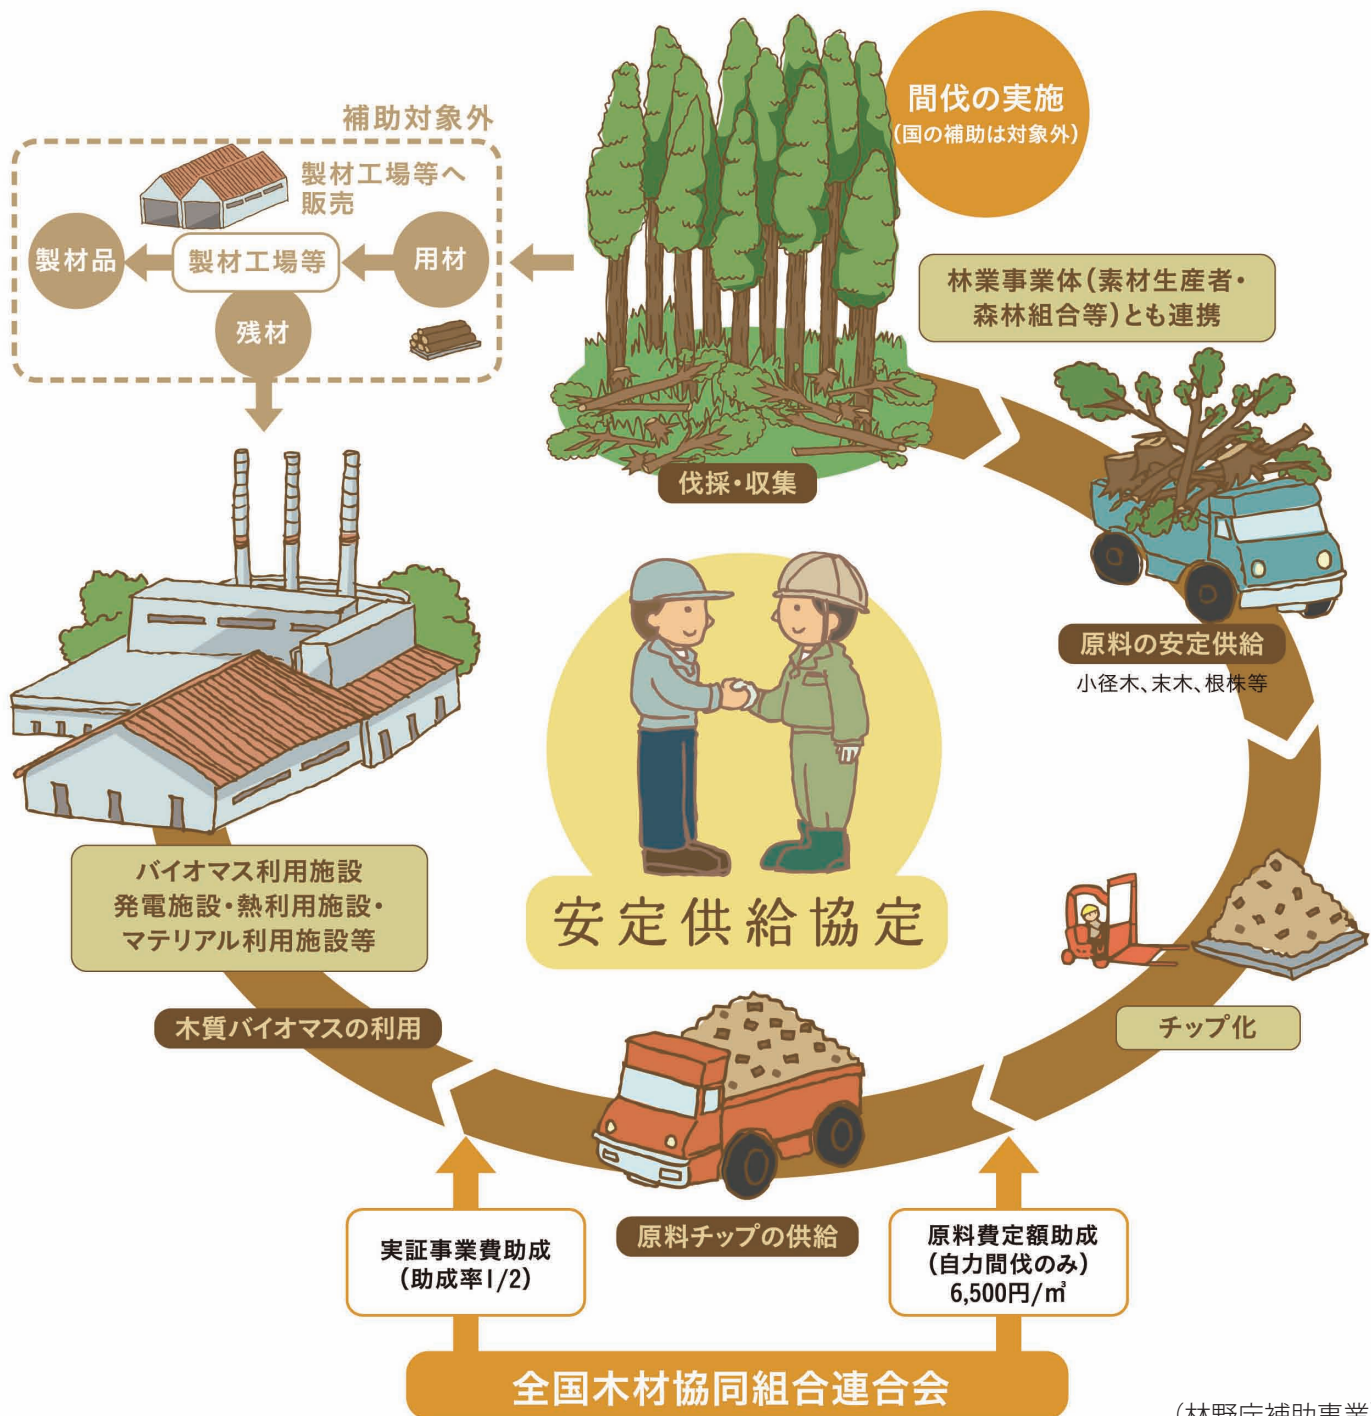 間伐の実施
(国の補助は対象外)
補助対象外
製材工場等へ
販売
製材品
製材工場等
用材
残材
林業事業体(素材生産者・
森林組合等)とも連携
伐採・収集
原料の安定供給
小径木、末木、根株等
安定供給協定
バイオマス利用施設
発電施設・熱利用施設・
マテリアル利用施設等
木質バイオマスの利用
チップ化
原料チップの供給
実証事業費助成
(助成率1/2)
原料費定額助成
(自力間伐のみ)
6,500円/㎥
全国木材協同組合連合会
(林野庁補助事業